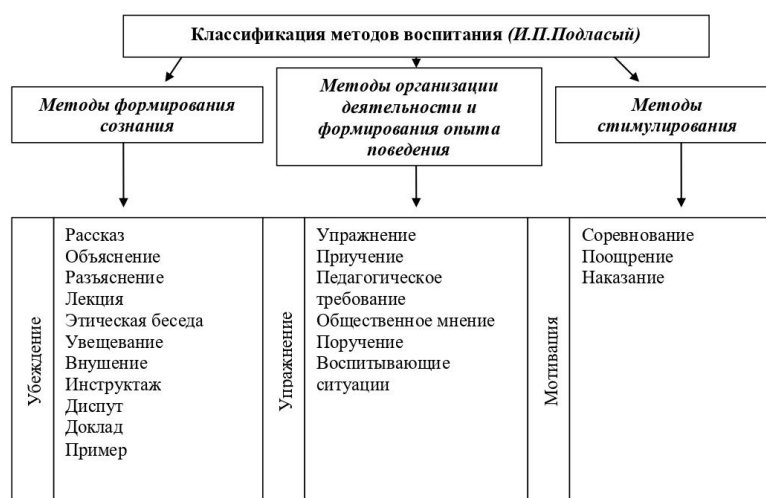 Классификация методов воспитания (И.П.Подласый)
Методы формирования
сознания
Методы организации
деятельности и
формирования опыта
поведения
Методы
стимулирования
Убеждение
Рассказ
Объяснение
Разъяснение
Лекция
Этическая беседа
Увещевание
Внушение
Инструктаж
Диспут
Доклад
Пример
Упражнение
Упражнение
Приучение
Педагогическое
требование
Общественное мнение
Поручение
Воспитывающие
ситуации
Мотивация
Соревнование
Поощрение
Наказание